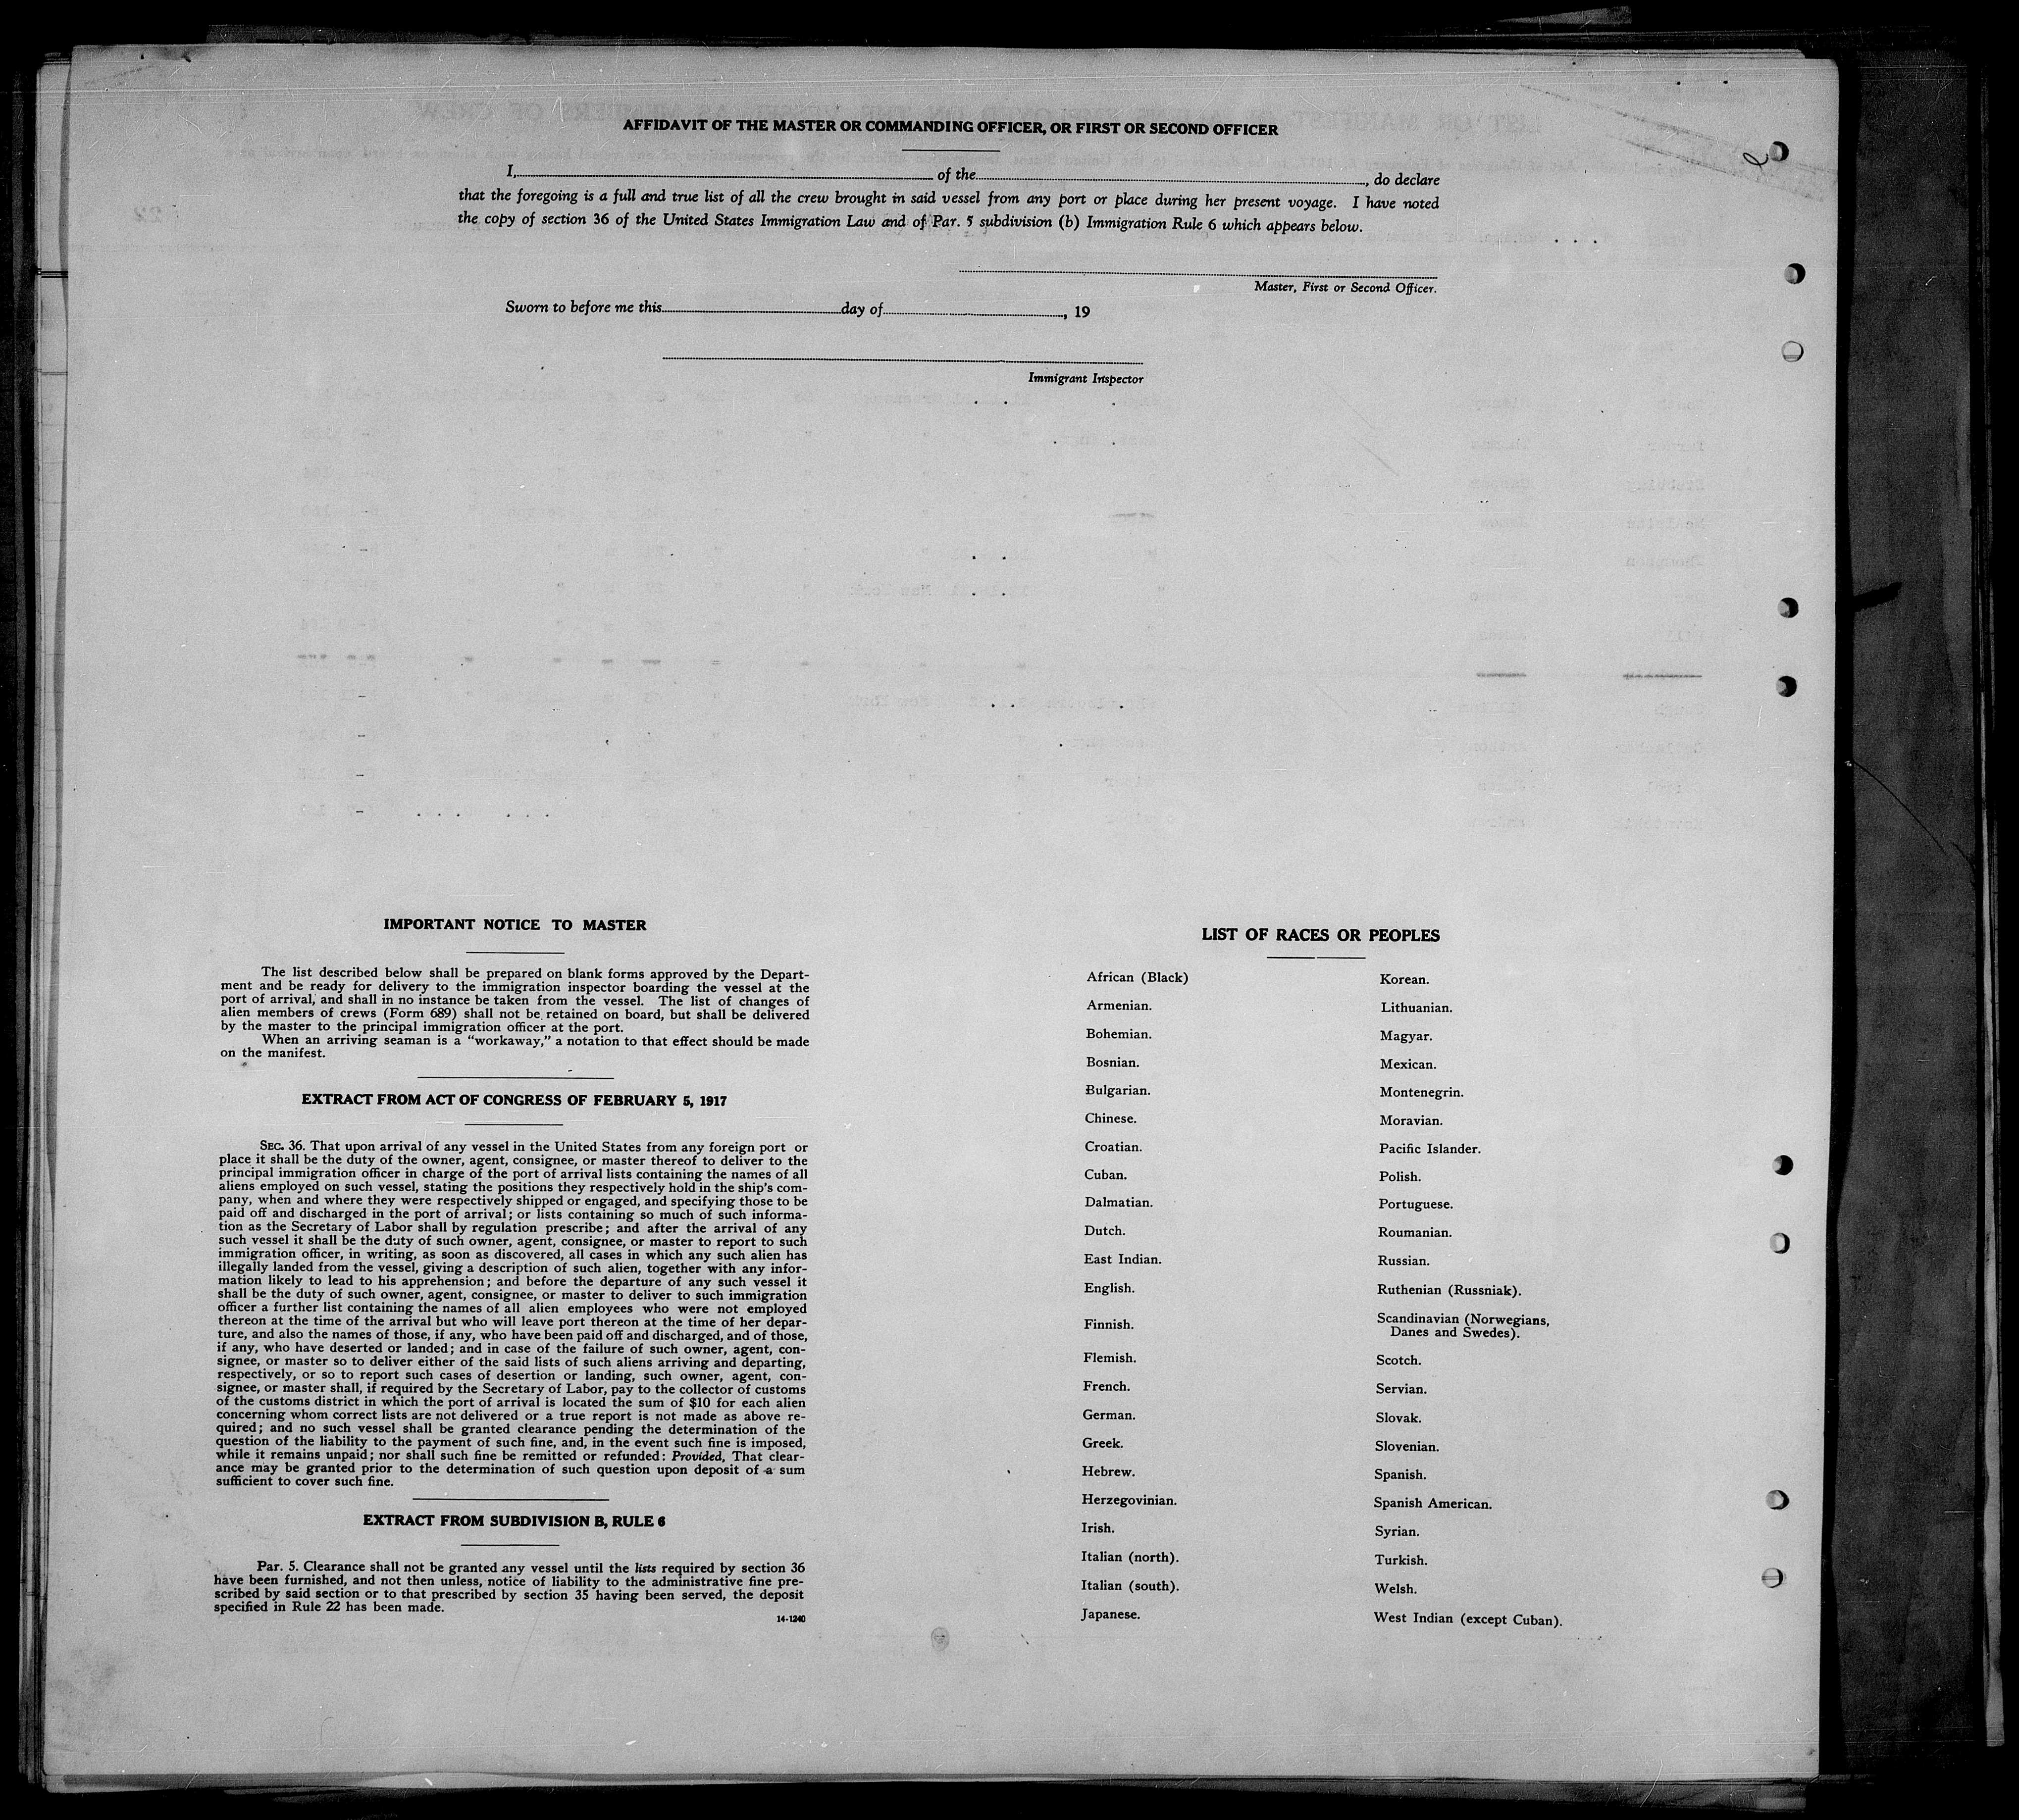 AFFIDAVIT OF THE MASTER OR COMMANDING OFFICER, OR FIRST OR SECOND OFFICER
I, of the , do declare
that the foregoing is a full and true list of all the crew brought in said vessel from any port or place during her present voyage. I have noted
the copy of section 36 of the United States Immigration Law and of Par. 5 subdivision (b) Immigration Rule 6 which appears below.
Master, First or Second Officer.
Sworn to before me this day of , 19
Immigrant Inspector
IMPORTANT NOTICE TO MASTER
The list described below shall be prepared on blank forms approved by the Depart-
ment and be ready for delivery to the immigration inspector boarding the vessel at the
port of arrival, and shall in no instance be taken from the vessel. The list of changes of
alien members of crews (Form 689) shall not be retained on board, but shall be delivered
by the master to the principal immigration officer at the port.
When an arriving seaman is a “workaway,” a notation to that effect should be made
on the manifest.
EXTRACT FROM ACT OF CONGRESS OF FEBRUARY 5, 1917
SEC. 36. That upon arrival of any vessel in the United States from any foreign port or
place it shall be the duty of the owner, agent, consignee, or master thereof to deliver to the
principal immigration officer in charge of the port of arrival lists containing the names of all
aliens employed on such vessel, stating the positions they respectively hold in the ship's com-
pany, when and where they were respectively shipped or engaged, and specifying those to be
paid off and discharged in the port of arrival; or lists containing so much of such informa-
tion as the Secretary of Labor shall by regulation prescribe; and after the arrival of any
such vessel it shall be the duty of such owner, agent, consignee, or master to report to such
immigration officer, in writing, as soon as discovered, all cases in which any such alien has
illegally landed from the vessel, giving a description of such alien, together with any infor-
mation likely to lead to his apprehension; and before the departure of any such vessel it
shall be the duty of such owner, agent, consignee, or master to deliver to such immigration
officer a further list containing the names of all alien employees who were not employed
thereon at the time of the arrival but who will leave port thereon at the time of her depar-
ture, and also the names of those, if any, who have been paid off and discharged, and of those,
if any, who have deserted or landed; and in case of the failure of such owner, agent, con-
signee, or master so to deliver either of the said lists of such aliens arriving and departing,
respectively, or so to report such cases of desertion or landing, such owner, agent, con-
signee, or master shall, if required by the Secretary of Labor, pay to the collector of customs
of the customs district in which the port of arrival is located the sum of $10 for each alien
concerning whom correct lists are not delivered or a true report is not made as above re-
quired; and no such vessel shall be granted clearance pending the determination of the
question of the liability to the payment of such fine, and, in the event such fine is imposed,
while it remains unpaid; nor shall such fine be remitted or refunded: Provided, That clear-
ance may be granted prior to the determination of such question upon deposit of a sum
sufficient to cover such fine.
EXTRACT FROM SUBDIVISION B, RULE 6
Par. 5. Clearance shall not be granted any vessel until the lists required by section 36
have been furnished, and not then unless, notice of liability to the administrative fine pre-
scribed by said section or to that prescribed by section 35 having been served, the deposit
specified in Rule 22 has been made.
14-1240
LIST OF RACES OR PEOPLES
African (Black)
Armenian.
Bohemian.
Bosnian.
Bulgarian.
Chinese.
Croatian.
Cuban.
Dalmatian.
Dutch.
East Indian.
English.
Finnish.
Flemish.
French.
German.
Greek.
Hebrew.
Herzegovinian.
Irish.
Italian (north).
Italian (south).
Japanese.
Korean.
Lithuanian.
Magyar.
Mexican.
Montenegrin.
Moravian.
Pacific Islander.
Polish.
Portuguese.
Roumanian.
Russian.
Ruthenian (Russniak).
Scandinavian (Norwegians,
Danes and Swedes).
Scotch.
Servian.
Slovak.
Slovenian.
Spanish.
Spanish American.
Syrian.
Turkish.
Welsh.
West Indian (except Cuban).